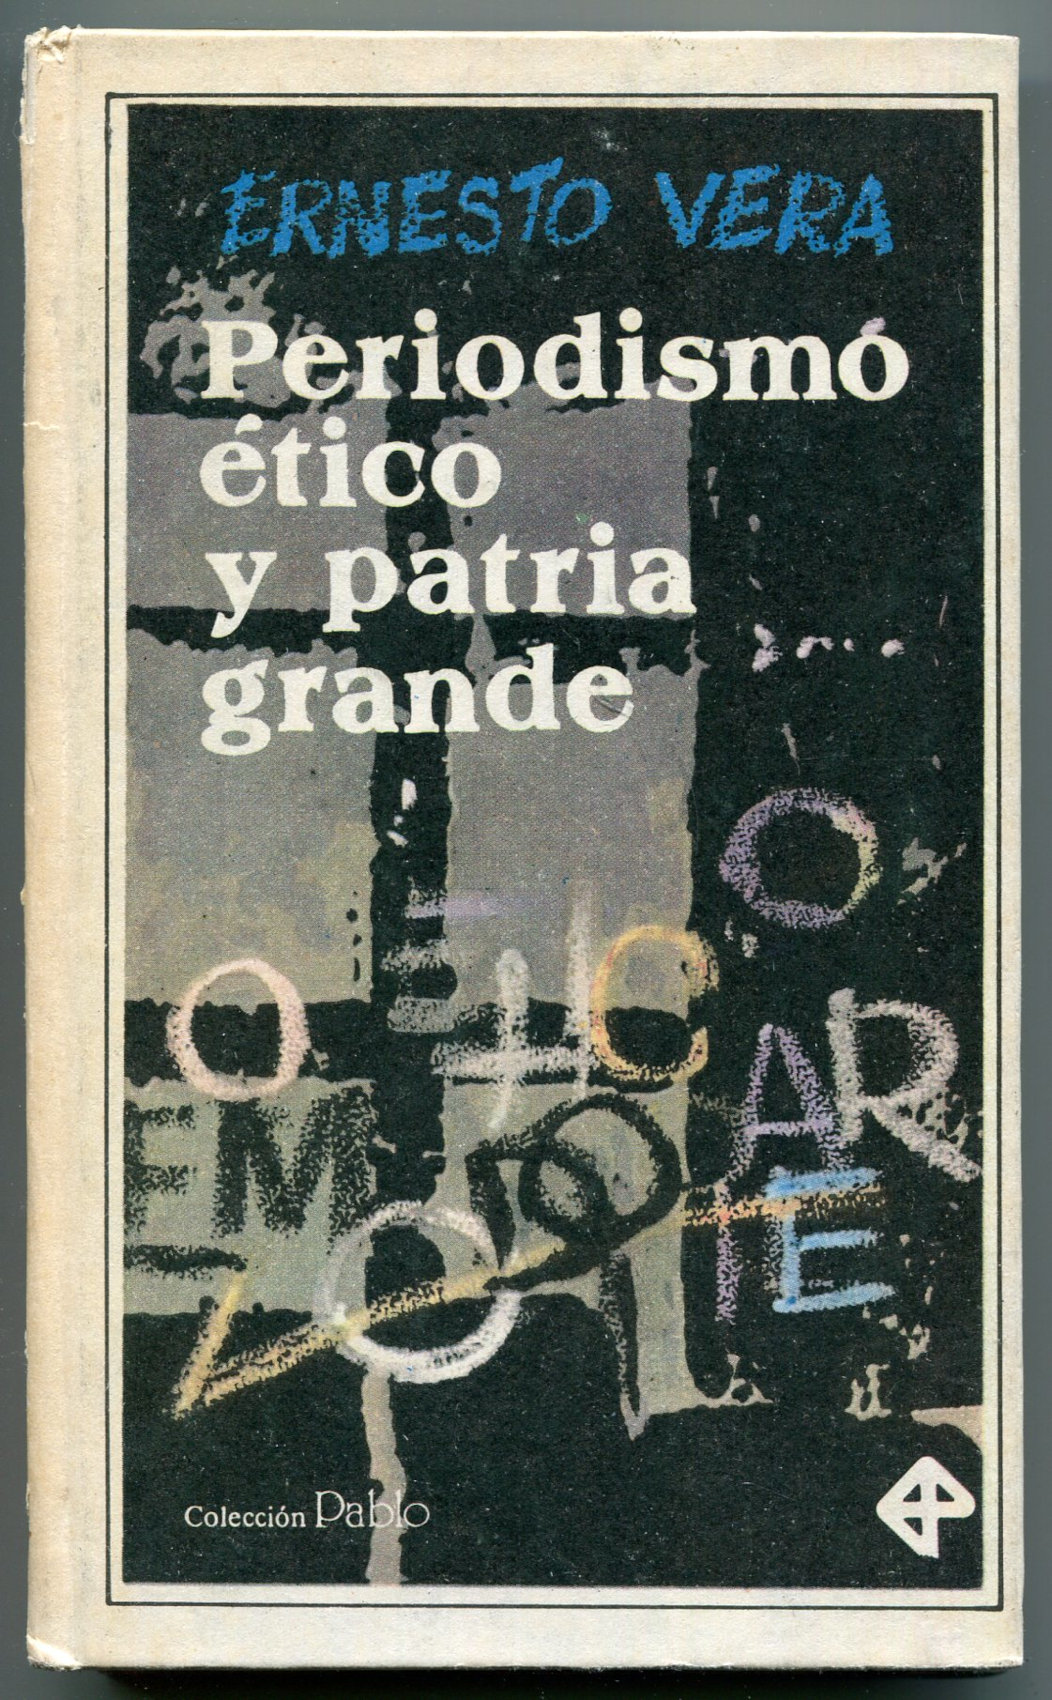 ERNESTO VERA
Periodismo
ético
y patria
grande
Colección Pablo